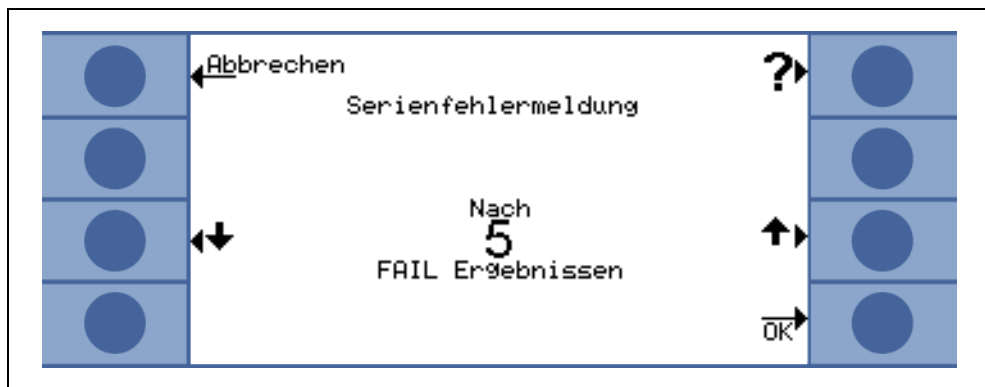 Abbrechen
?
Serienfehlermeldung
Nach
5
FAIL Ergebnissen
OK